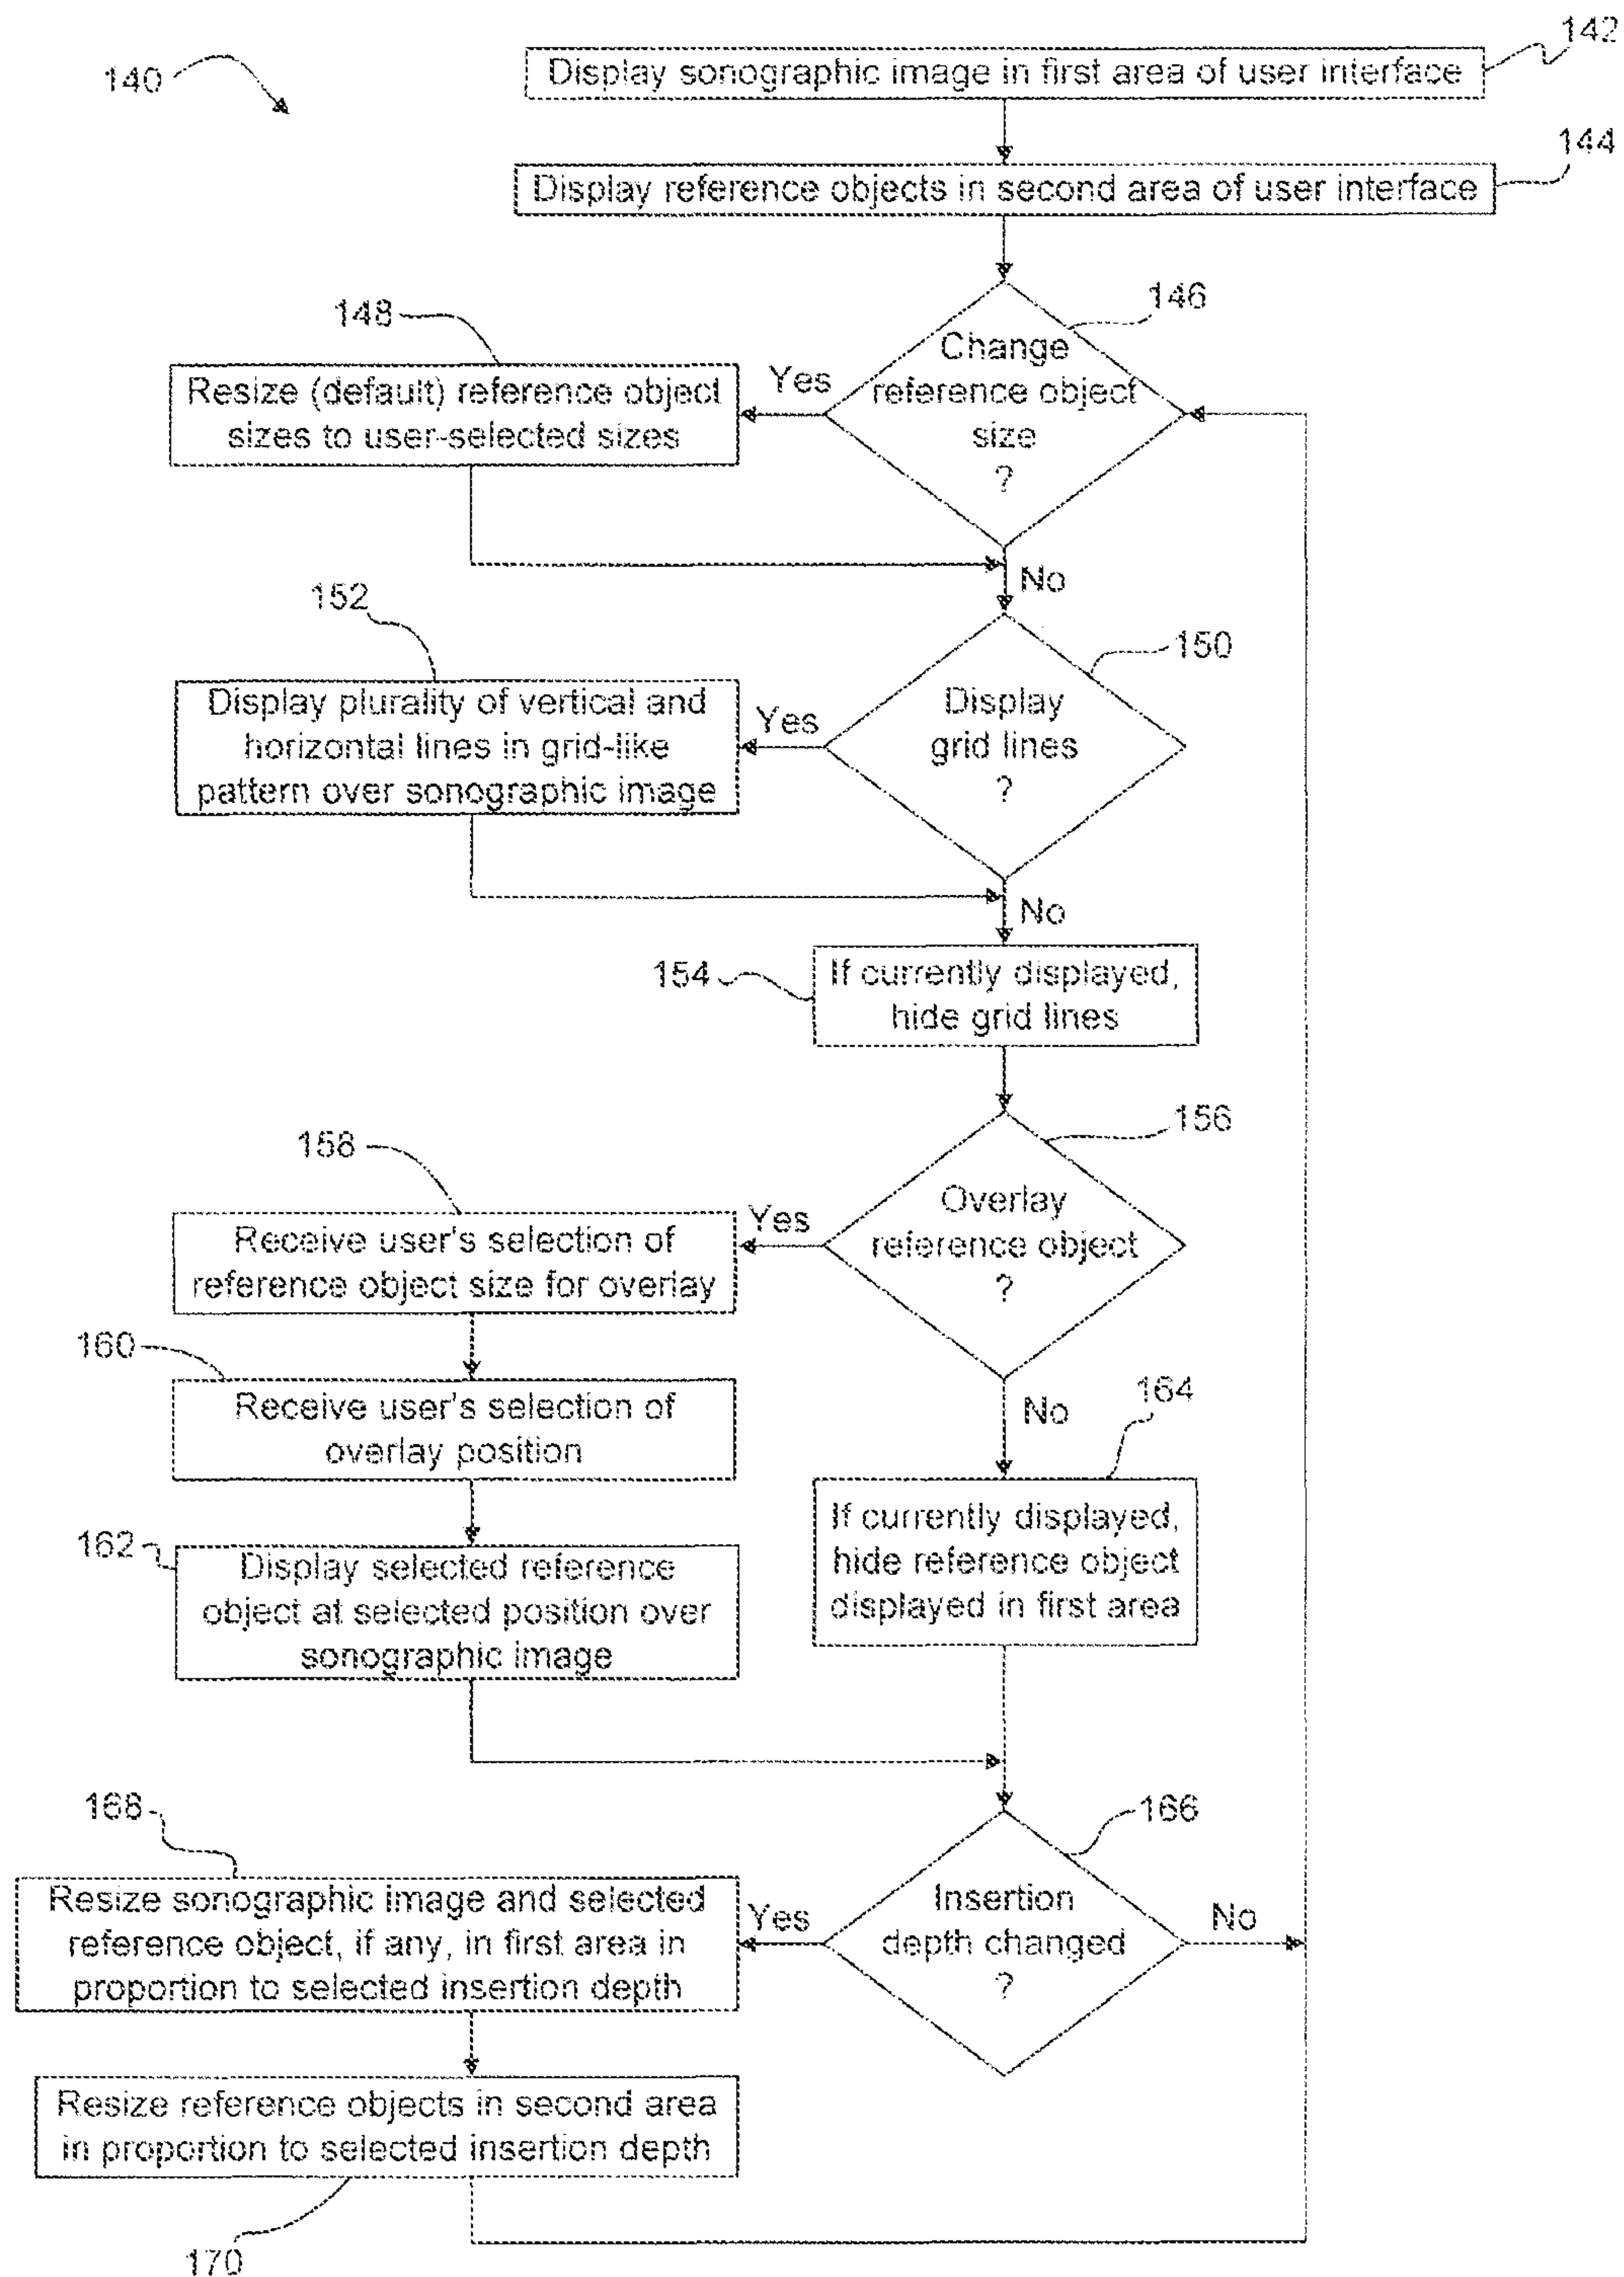 140
142
Display sonographic image in first area of user interface
144
Display reference objects in second area of user interface
146
Change
reference object
size
?
Yes
148
Resize (default) reference object
sizes to user-selected sizes
No
150
Display
grid lines
?
Yes
152
Display plurality of vertical and
horizontal lines in grid-like
pattern over sonographic image
No
154
If currently displayed,
hide grid lines
156
Overlay
reference object
?
Yes
158
Receive user's selection of
reference object size for overlay
160
Receive user's selection of
overlay position
162
Display selected reference
object at selected position over
sonographic image
No
164
If currently displayed,
hide reference object
displayed in first area
166
Insertion
depth changed
?
No
Yes
168
Resize sonographic image and selected
reference object, if any, in first area in
proportion to selected insertion depth
Resize reference objects in second area
in proportion to selected insertion depth
170